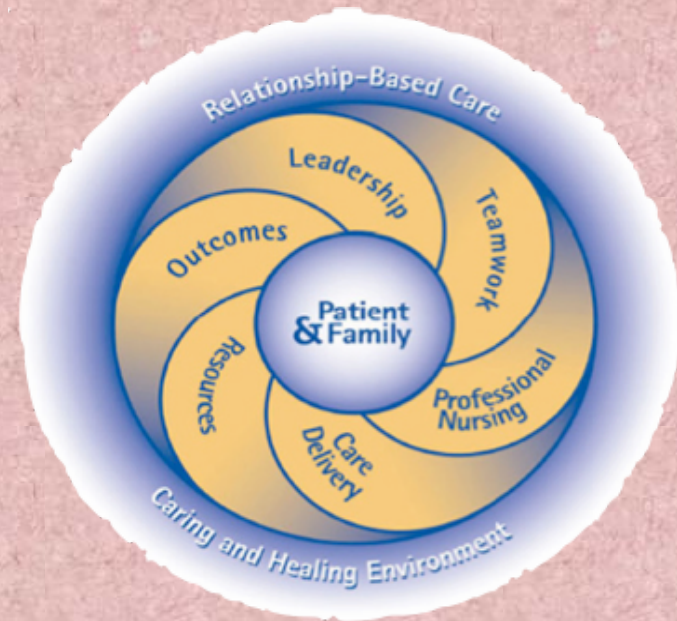 Relationship-Based Care
Leadership
Teamwork
Outcomes
Patient
& Family
Resources
Professional
Nursing
Care
Delivery
Caring and Healing Environment